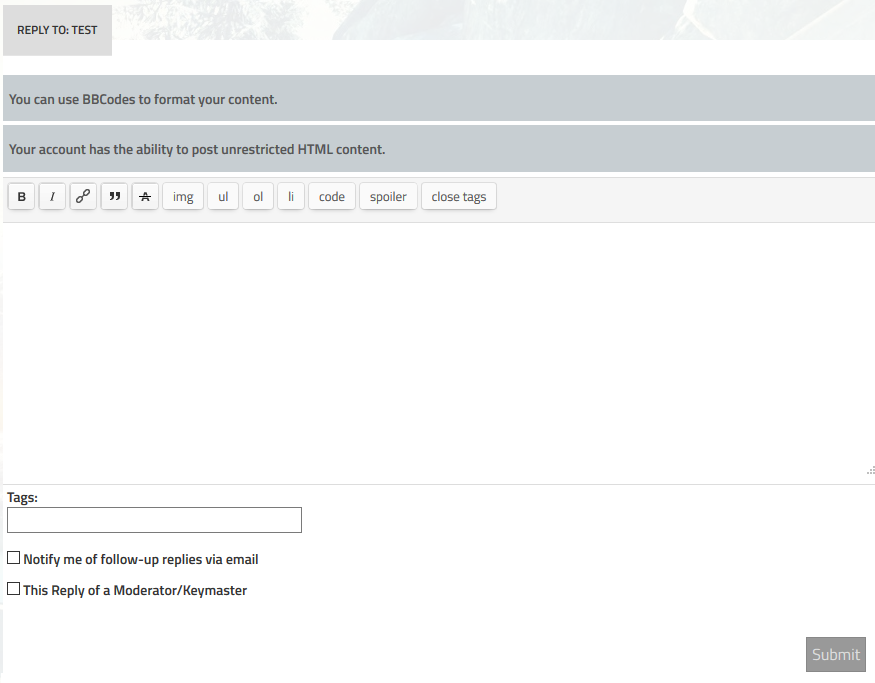 REPLY TO: TEST
You can use BBCodes to format your content.
Your account has the ability to post unrestricted HTML content.
B I ❞ A img ul ol li code spoiler close tags
Tags:
Notify me of follow-up replies via email
This Reply of a Moderator/Keymaster
Submit